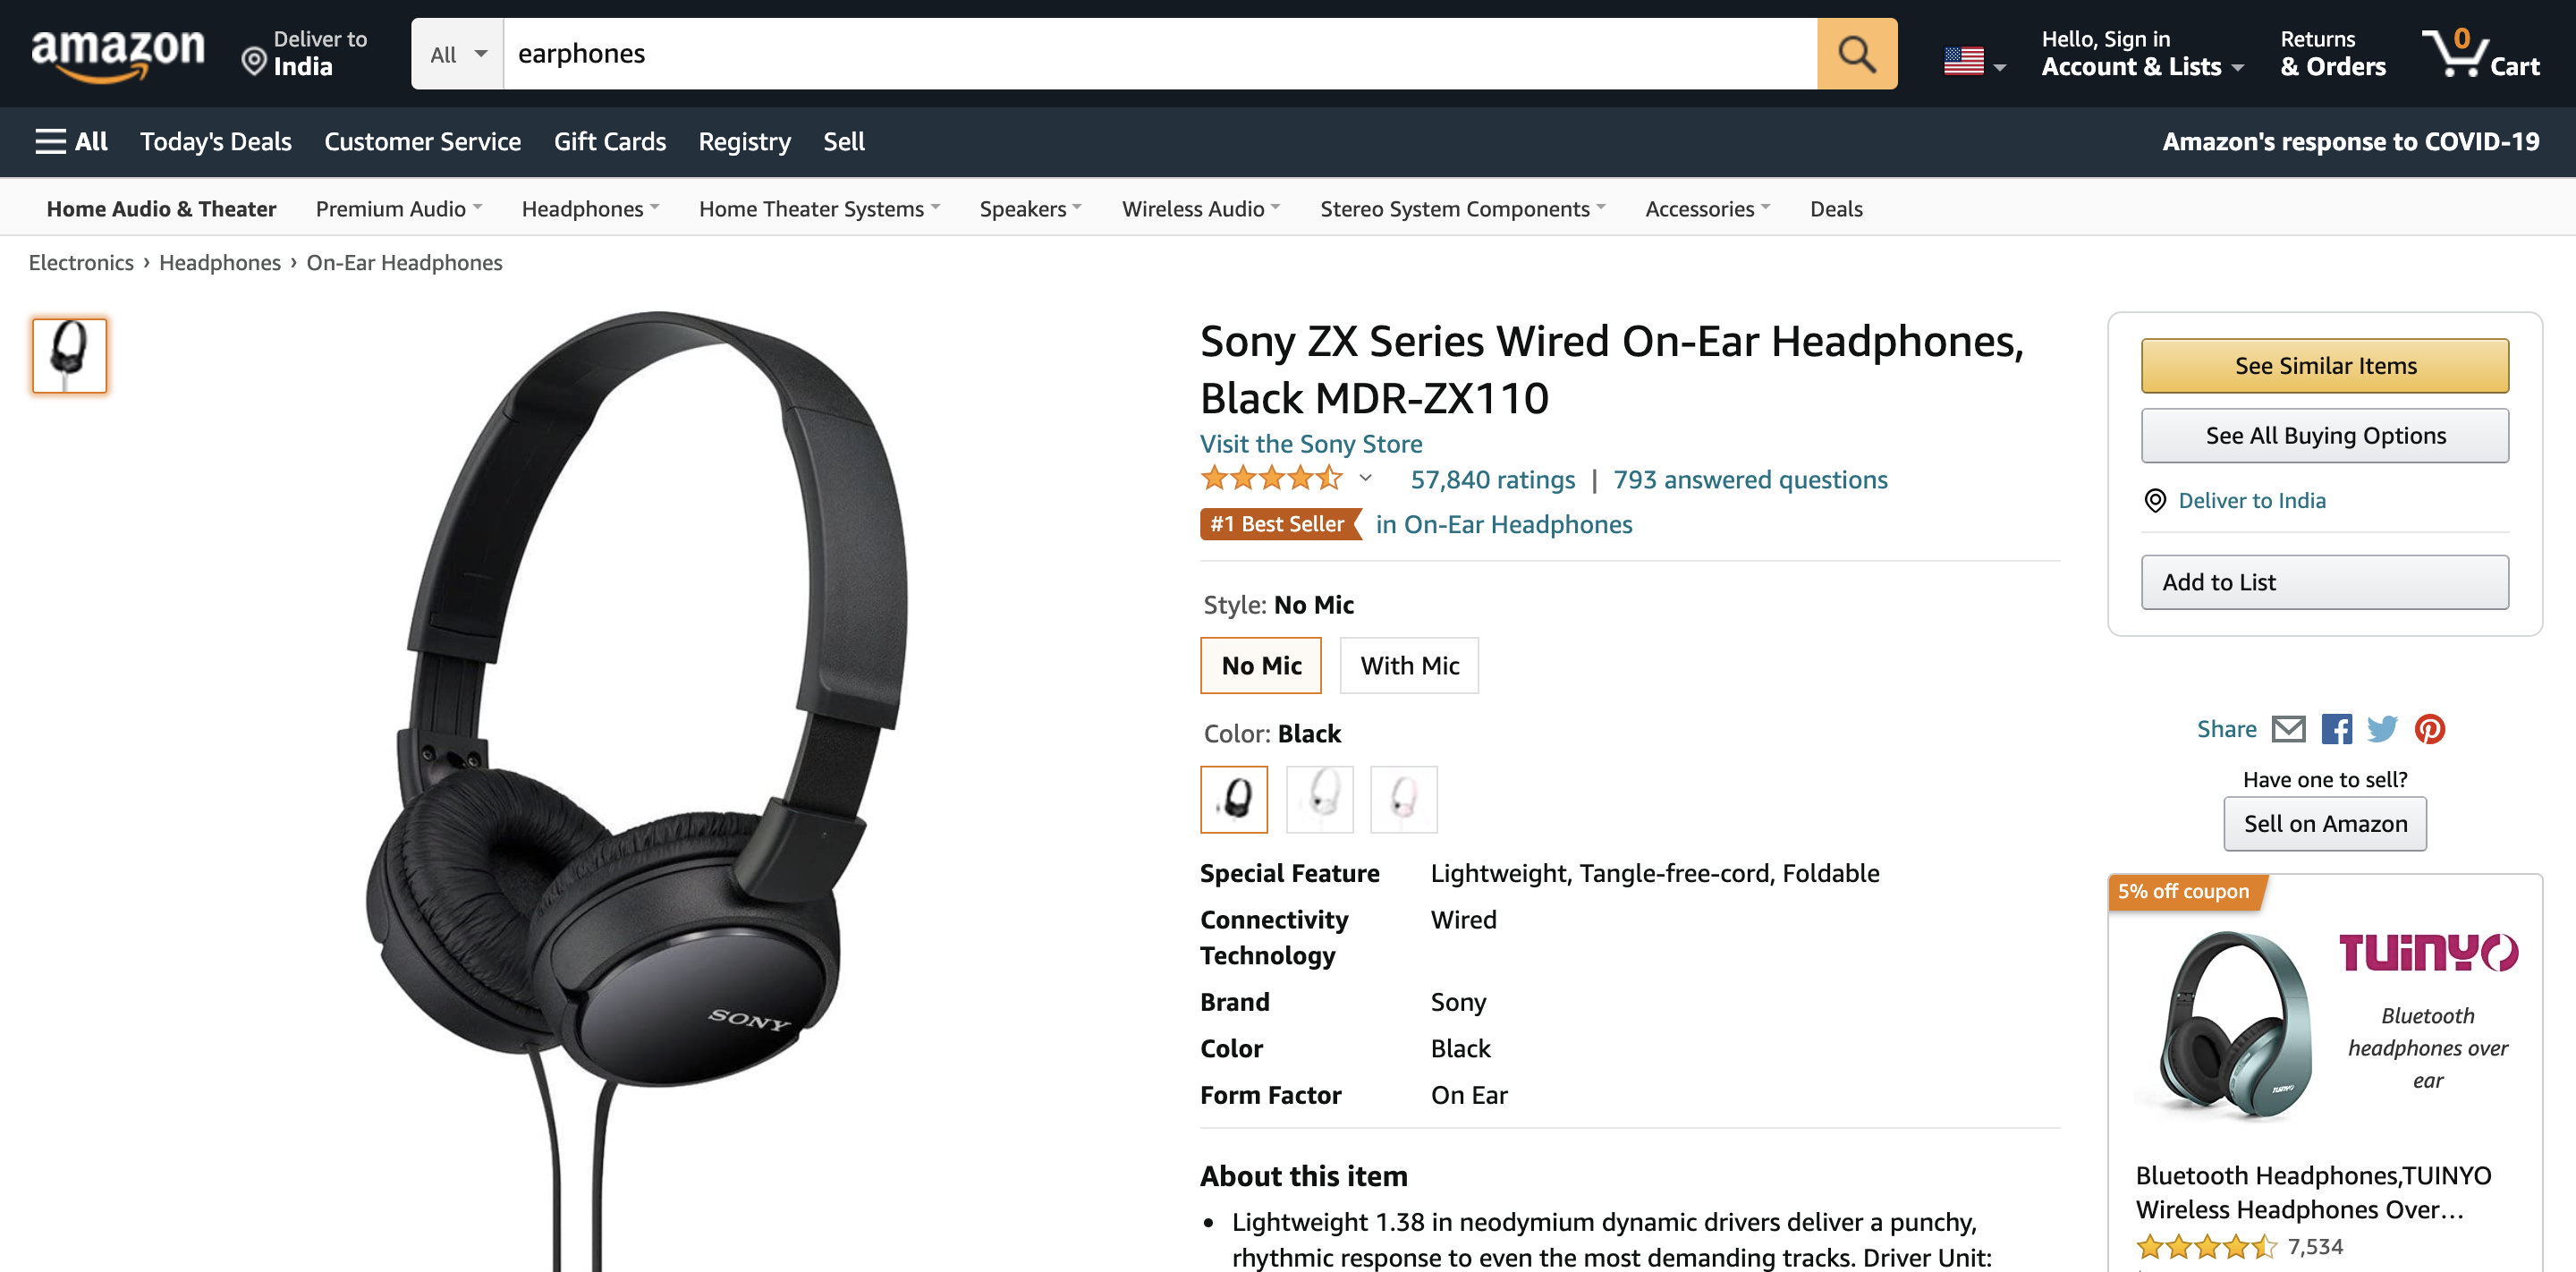 amazon
Deliver to
India
All
earphones
Hello, Sign in
Account & Lists
Returns
& Orders
0
Cart
All
Today's Deals
Customer Service
Gift Cards
Registry
Sell
Amazon's response to COVID-19
Home Audio & Theater
Premium Audio
Headphones
Home Theater Systems
Speakers
Wireless Audio
Stereo System Components
Accessories
Deals
Electronics › Headphones › On-Ear Headphones
SONY
Sony ZX Series Wired On-Ear Headphones,
Black MDR-ZX110
Visit the Sony Store
57,840 ratings | 793 answered questions
#1 Best Seller in On-Ear Headphones
Style: No Mic
No Mic
With Mic
Color: Black
Special Feature Lightweight, Tangle-free-cord, Foldable
Connectivity Wired
Technology
Brand Sony
Color Black
Form Factor On Ear
About this item
• Lightweight 1.38 in neodymium dynamic drivers deliver a punchy,
rhythmic response to even the most demanding tracks. Driver Unit:
See Similar Items
See All Buying Options
Deliver to India
Add to List
Share
Have one to sell?
Sell on Amazon
5% off coupon
TUINYO
Bluetooth
headphones over
ear
TUINYO
Bluetooth Headphones,TUINYO
Wireless Headphones Over...
7,534